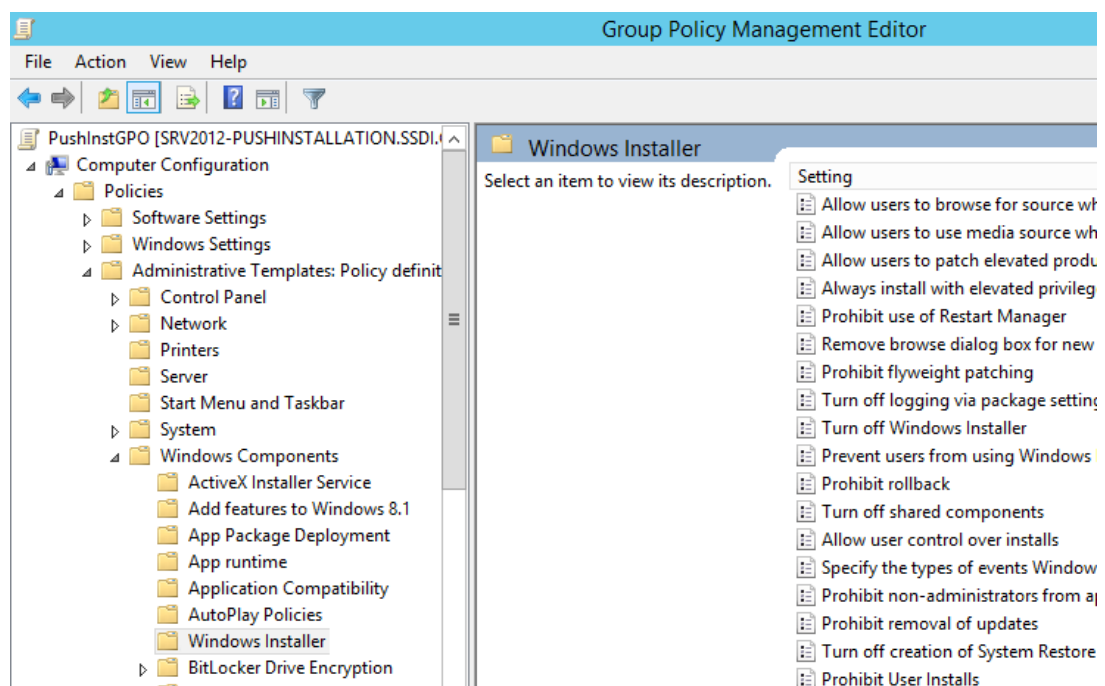 Group Policy Management Editor
File Action View Help
PushInstGPO [SRV2012-PUSHINSTALLATION.SSDI.
Computer Configuration
Policies
Software Settings
Windows Settings
Administrative Templates: Policy definit
Control Panel
Network
Printers
Server
Start Menu and Taskbar
System
Windows Components
ActiveX Installer Service
Add features to Windows 8.1
App Package Deployment
App runtime
Application Compatibility
AutoPlay Policies
Windows Installer
BitLocker Drive Encryption
Windows Installer
Select an item to view its description.
Setting
Allow users to browse for source wh
Allow users to use media source wh
Allow users to patch elevated produ
Always install with elevated privileg
Prohibit use of Restart Manager
Remove browse dialog box for new
Prohibit flyweight patching
Turn off logging via package setting
Turn off Windows Installer
Prevent users from using Windows
Prohibit rollback
Turn off shared components
Allow user control over installs
Specify the types of events Window
Prohibit non-administrators from ap
Prohibit removal of updates
Turn off creation of System Restore
Prohibit User Installs